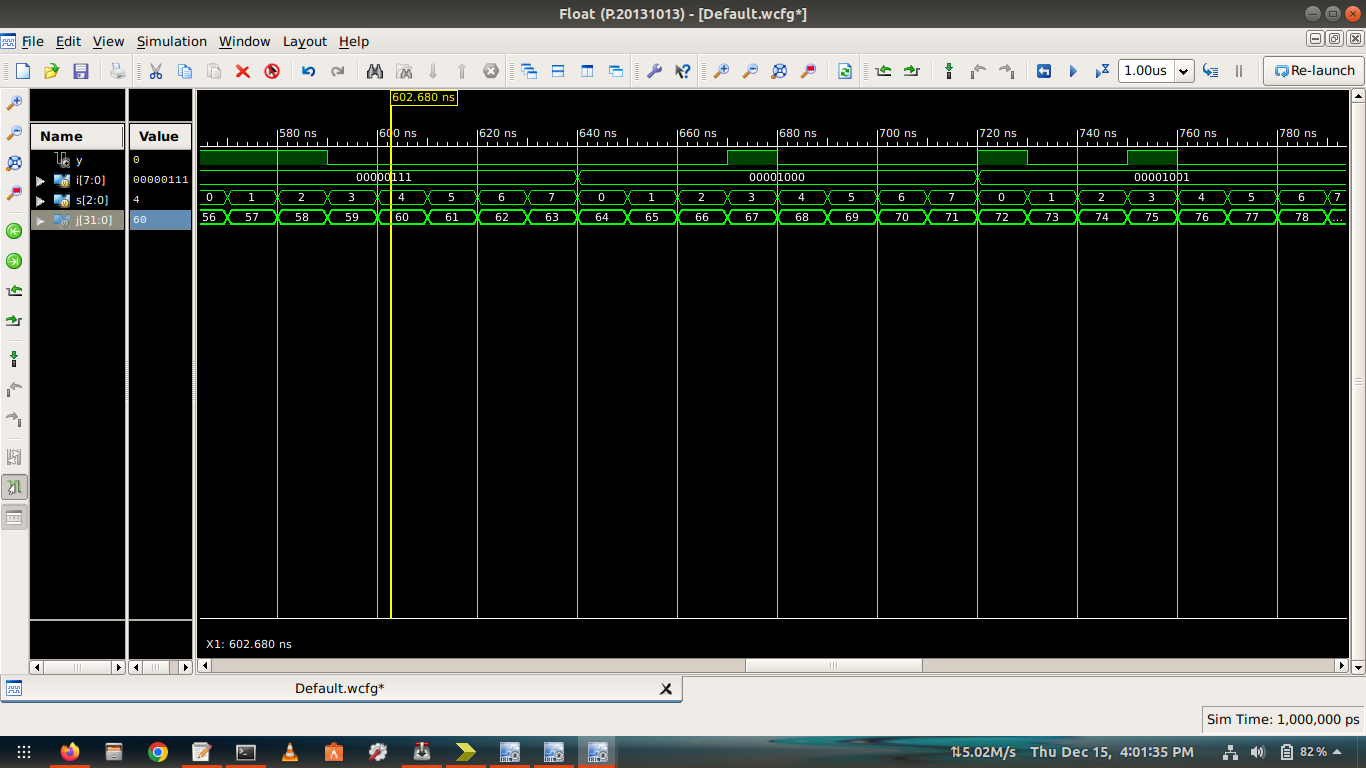 Float (P.20131013) - [Default.wcfg*]
File Edit View Simulation Window Layout Help
1.00us Re-launch
602.680 ns
Name Value 580 ns 600 ns 620 ns 640 ns 660 ns 680 ns 700 ns 720 ns 740 ns 760 ns 780 ns
y 0
i[7:0] 00000111 00000111 00001000 00001001
s[2:0] 4 0 1 2 3 4 5 6 7 0 1 2 3 4 5 6 7 0 1 2 3 4 5 6 7
j[31:0] 60 56 57 58 59 60 61 62 63 64 65 66 67 68 69 70 71 72 73 74 75 76 77 78 ...
X1: 602.680 ns
Default.wcfg*
Sim Time: 1,000,000 ps
5.02M/s Thu Dec 15, 4:01:35 PM 82 %